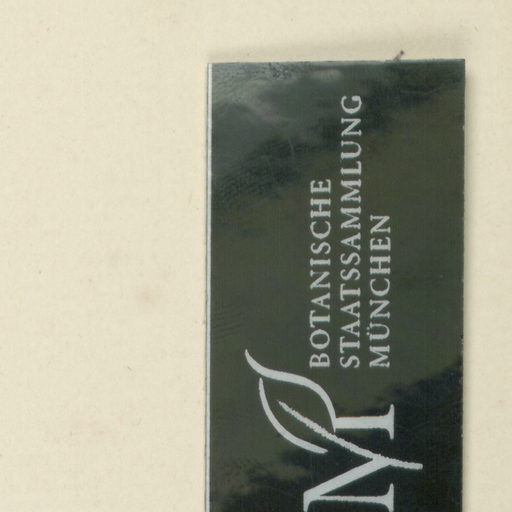 BOTANISCHE
STAATSSAMMLUNG
MÜNCHEN
M